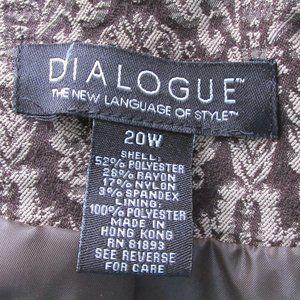 DIALOGUE™
THE NEW LANGUAGE OF STYLE™
20W
SHELL:
52% POLYESTER
28% RAYON
17% NYLON
3% SPANDEX
LINING:
100% POLYESTER
MADE IN
HONG KONG
RN 81893
SEE REVERSE
FOR CARE